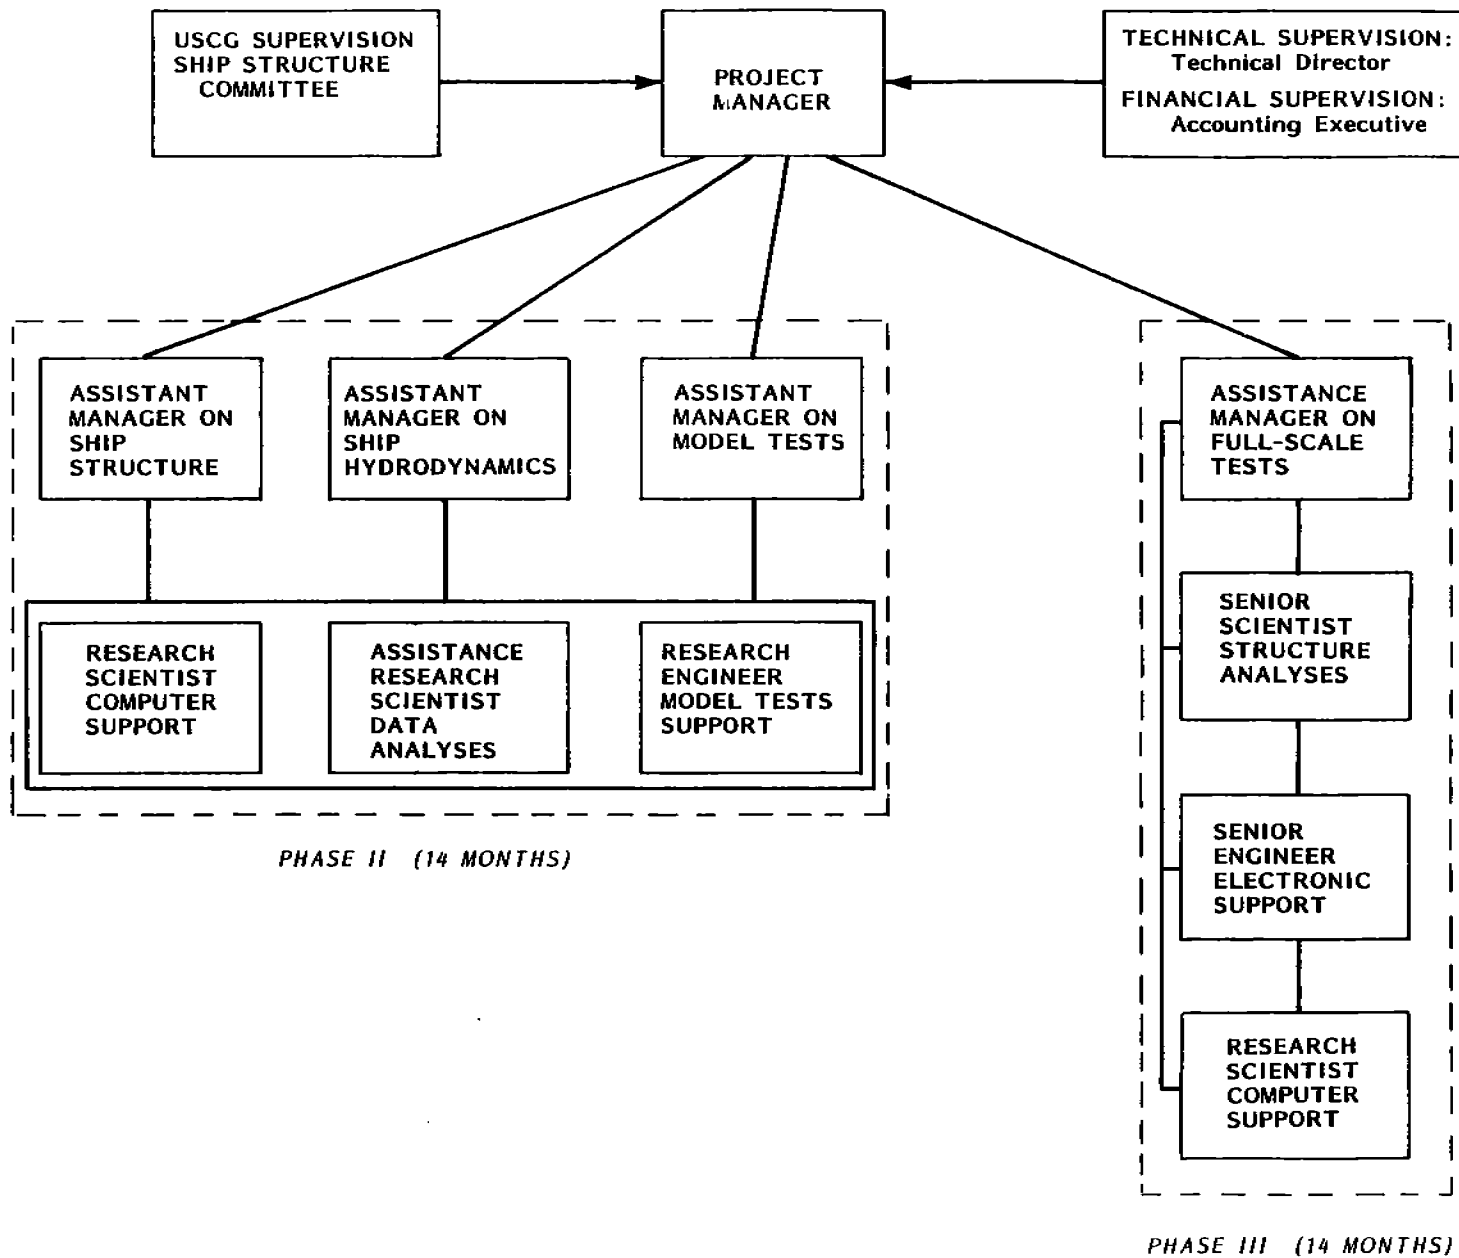 USCG SUPERVISION
SHIP STRUCTURE
COMMITTEE
PROJECT
MANAGER
TECHNICAL SUPERVISION:
Technical Director
FINANCIAL SUPERVISION:
Accounting Executive
ASSISTANT
MANAGER ON
SHIP
STRUCTURE
ASSISTANT
MANAGER ON
SHIP
HYDRODYNAMICS
ASSISTANT
MANAGER ON
MODEL TESTS
ASSISTANCE
MANAGER ON
FULL-SCALE
TESTS
RESEARCH
SCIENTIST
COMPUTER
SUPPORT
ASSISTANCE
RESEARCH
SCIENTIST
DATA
ANALYSES
RESEARCH
ENGINEER
MODEL TESTS
SUPPORT
SENIOR
SCIENTIST
STRUCTURE
ANALYSES
PHASE II (14 MONTHS)
SENIOR
ENGINEER
ELECTRONIC
SUPPORT
RESEARCH
SCIENTIST
COMPUTER
SUPPORT
PHASE III (14 MONTHS)